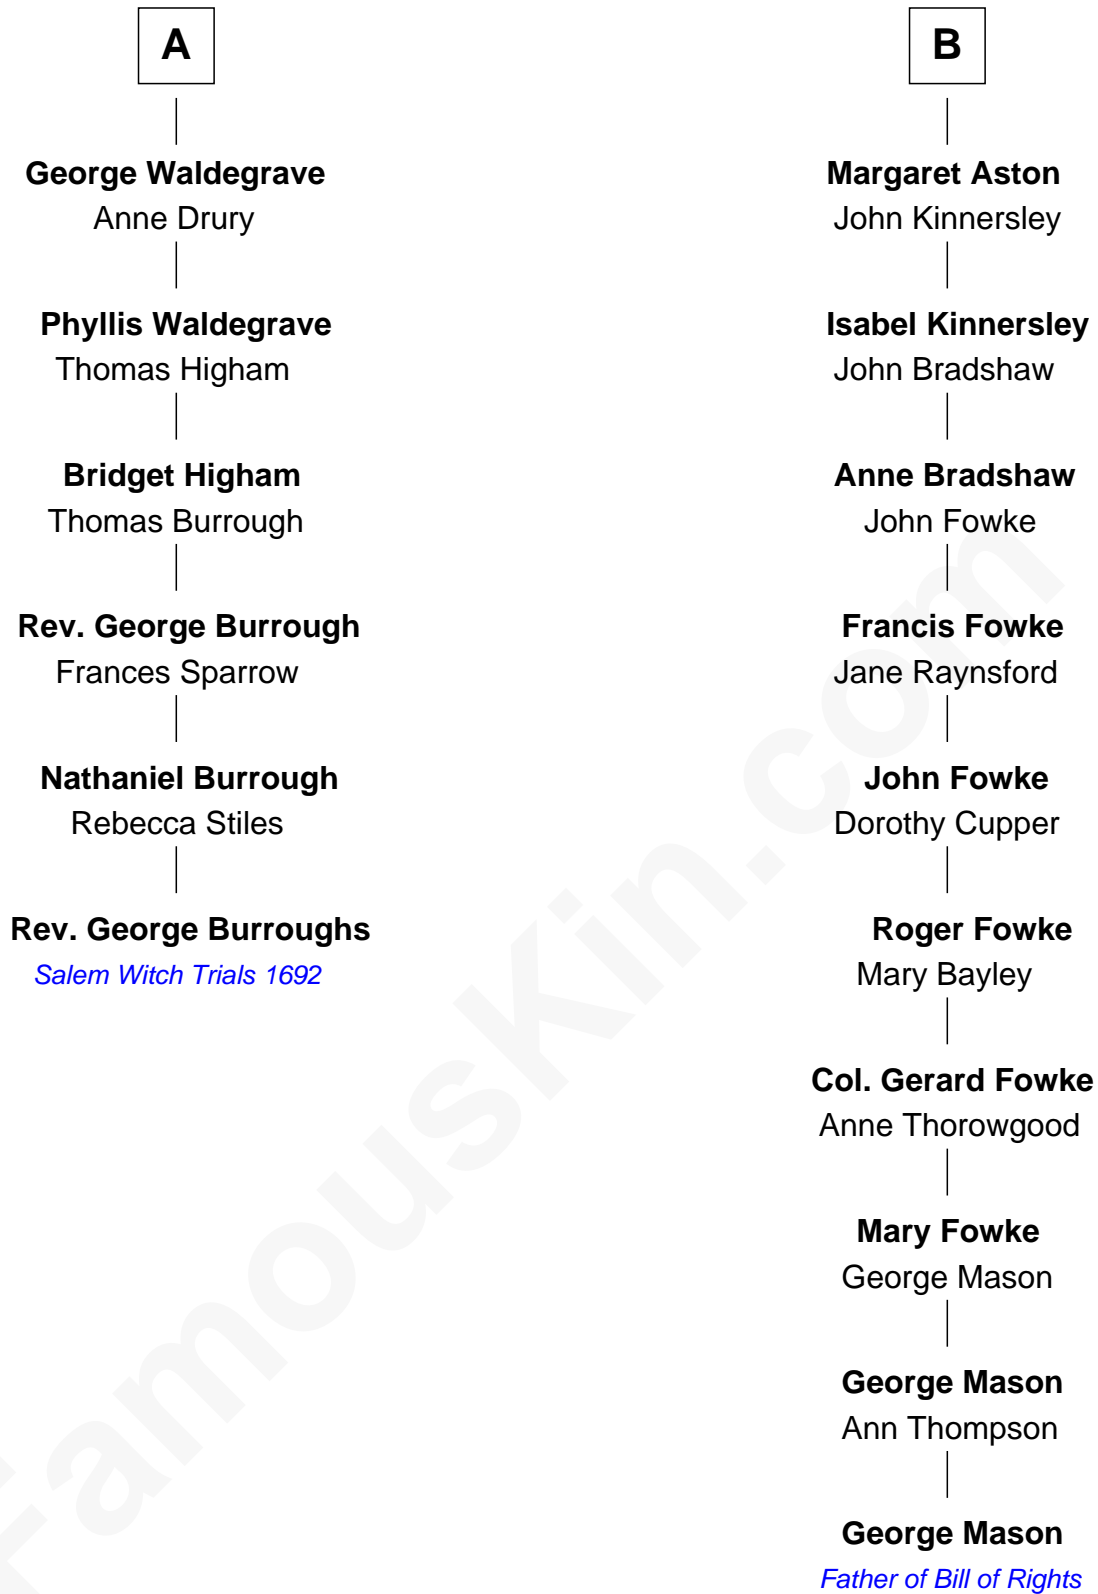 A
George Waldegrave
Anne Drury
Phyllis Waldegrave
Thomas Higham
Bridget Higham
Thomas Burrough
Rev. George Burrough
Frances Sparrow
Nathaniel Burrough
Rebecca Stiles
Rev. George Burroughs
Salem Witch Trials 1692
B
Margaret Aston
John Kinnersley
Isabel Kinnersley
John Bradshaw
Anne Bradshaw
John Fowke
Francis Fowke
Jane Raynsford
John Fowke
Dorothy Cupper
Roger Fowke
Mary Bayley
Col. Gerard Fowke
Anne Thorowgood
Mary Fowke
George Mason
George Mason
Ann Thompson
George Mason
Father of Bill of Rights
FamousKin.com